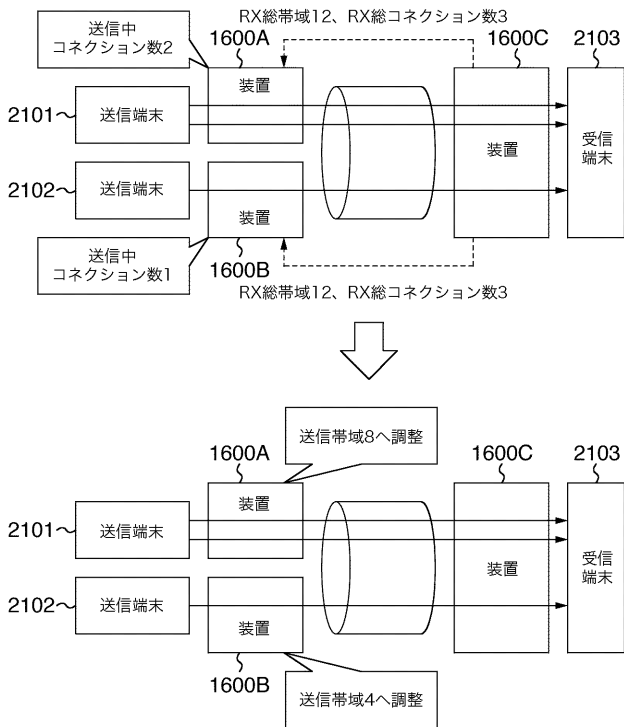 RX総帯域12、RX総コネクション数3
送信中
コネクション数2
1600A
1600C
2103
装置
2101
送信端末
装置
受信
端末
2102
送信端末
装置
送信中
コネクション数1
1600B
RX総帯域12、RX総コネクション数3
送信帯域8へ調整
1600A
1600C
2103
装置
2101
送信端末
装置
受信
端末
2102
送信端末
装置
1600B
送信帯域4へ調整